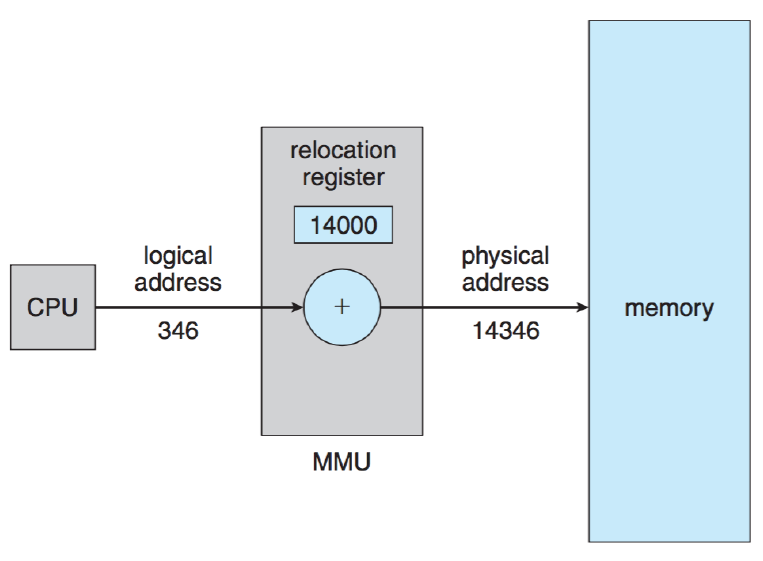 relocation
register
14000
logical
address
physical
address
CPU
+
memory
346
14346
MMU